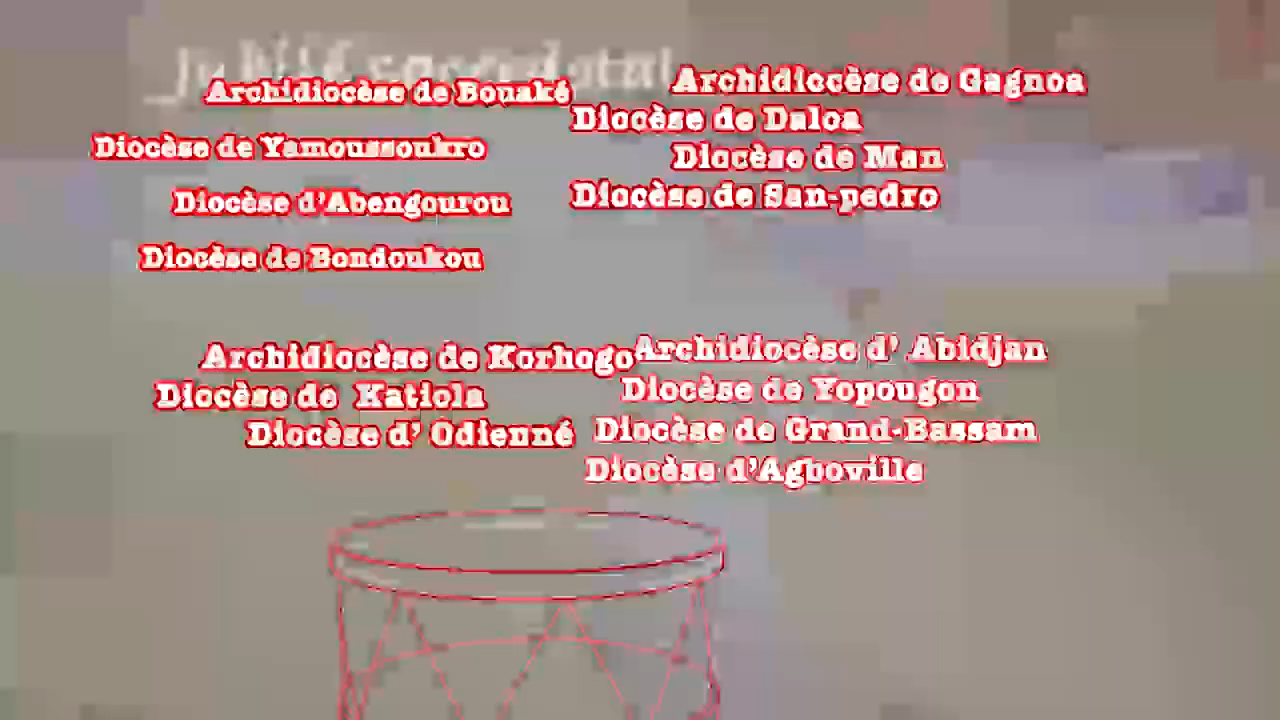 Jubilé sacerdotal
Archidiocèse de Bouaké
Diocèse de Yamoussoukro
Diocèse d'Abengourou
Diocèse de Bondoukou
Archidiocèse de Gagnoa
Diocèse de Daloa
Diocèse de Man
Diocèse de San-pedro
Archidiocèse de Korhogo
Diocèse de Katiola
Diocèse d' Odienné
Archidiocèse d' Abidjan
Diocèse de Yopougon
Diocèse de Grand-Bassam
Diocèse d'Agboville